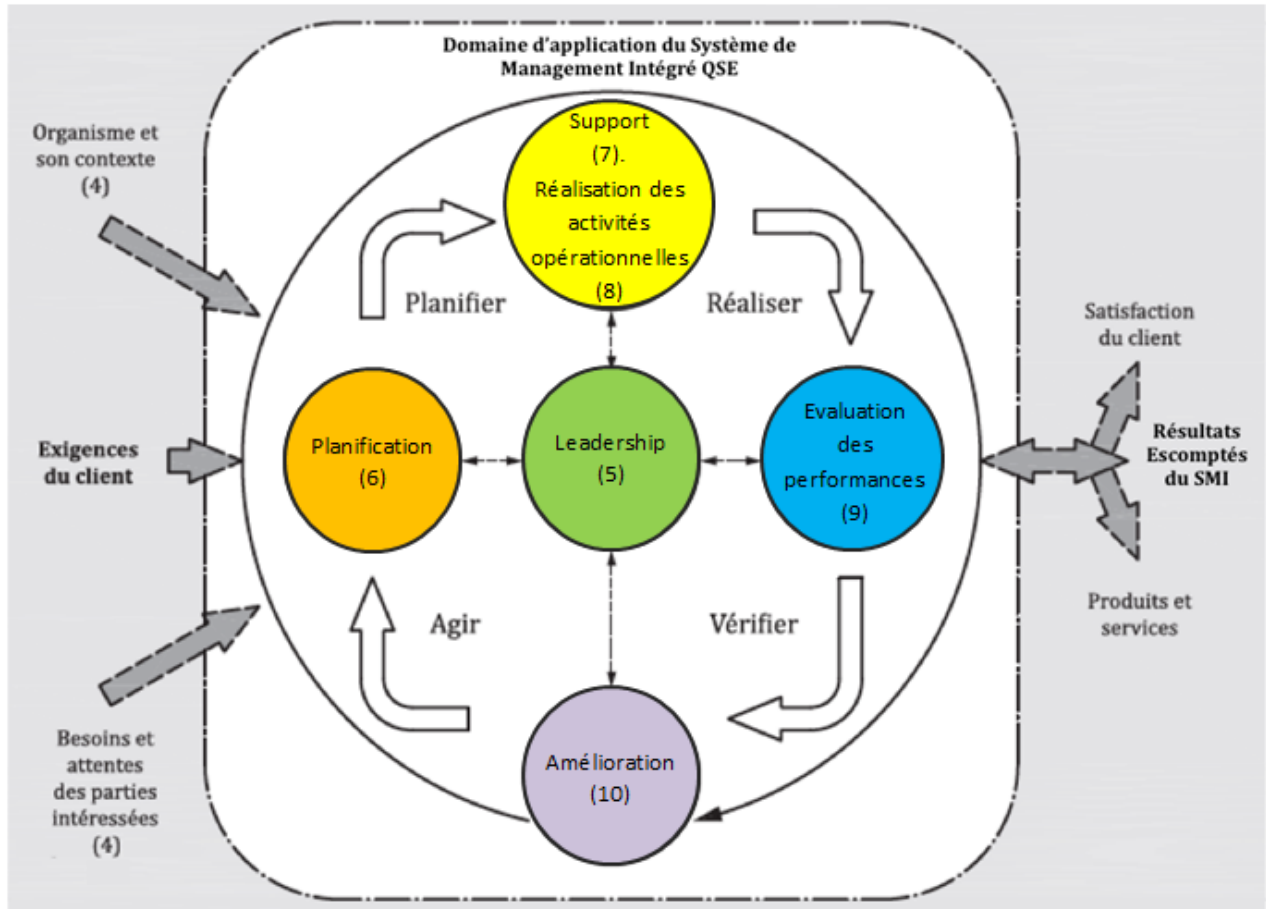 Domaine d'application du Système de
Management Intégré QSE
Organisme et
son contexte
(4)
Support
(7).
Réalisation des
activités
opérationnelles
(8)
Planifier
Réaliser
Satisfaction
du client
Exigences
du client
Planification
(6)
Leadership
(5)
Evaluation
des
performances
(9)
Résultats
Escomptés
du SMI
Agir
Vérifier
Produits et
services
Besoins et
attentes
des parties
intéressées
(4)
Amélioration
(10)